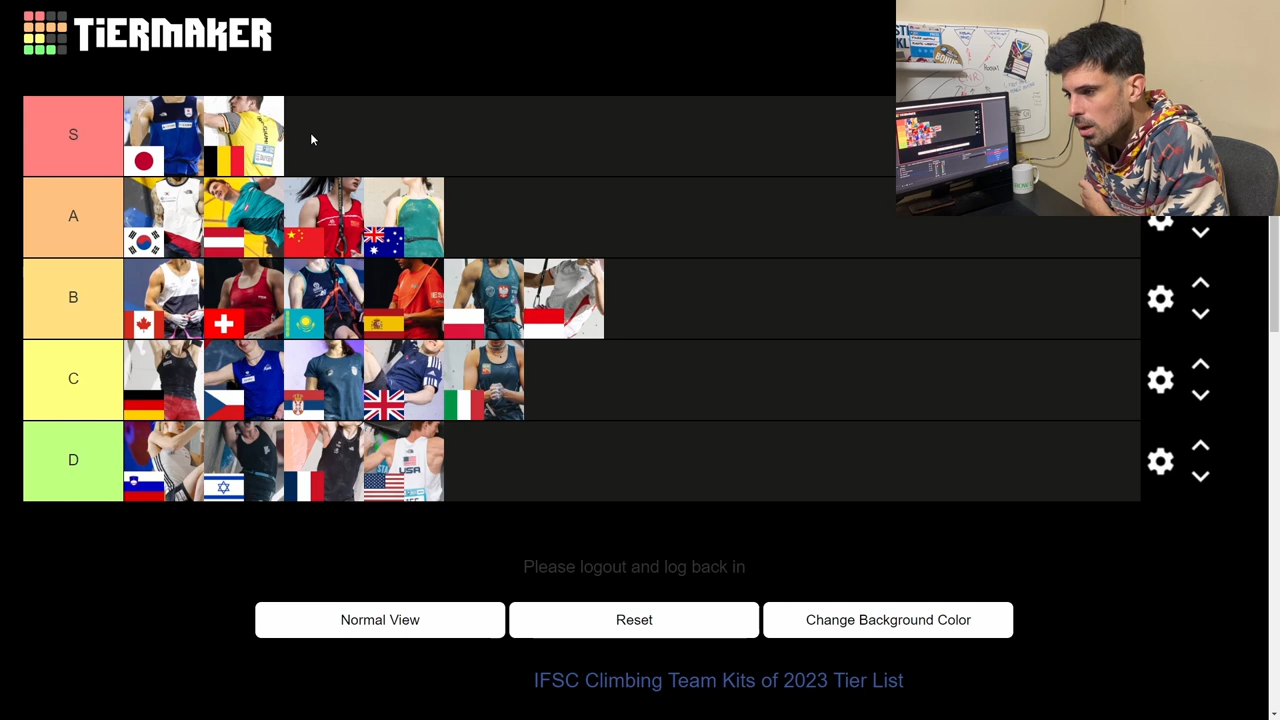 TiERMAKER
S
A
B
C
D
USA
Please logout and log back in
Normal View
Reset
Change Background Color
IFSC Climbing Team Kits of 2023 Tier List